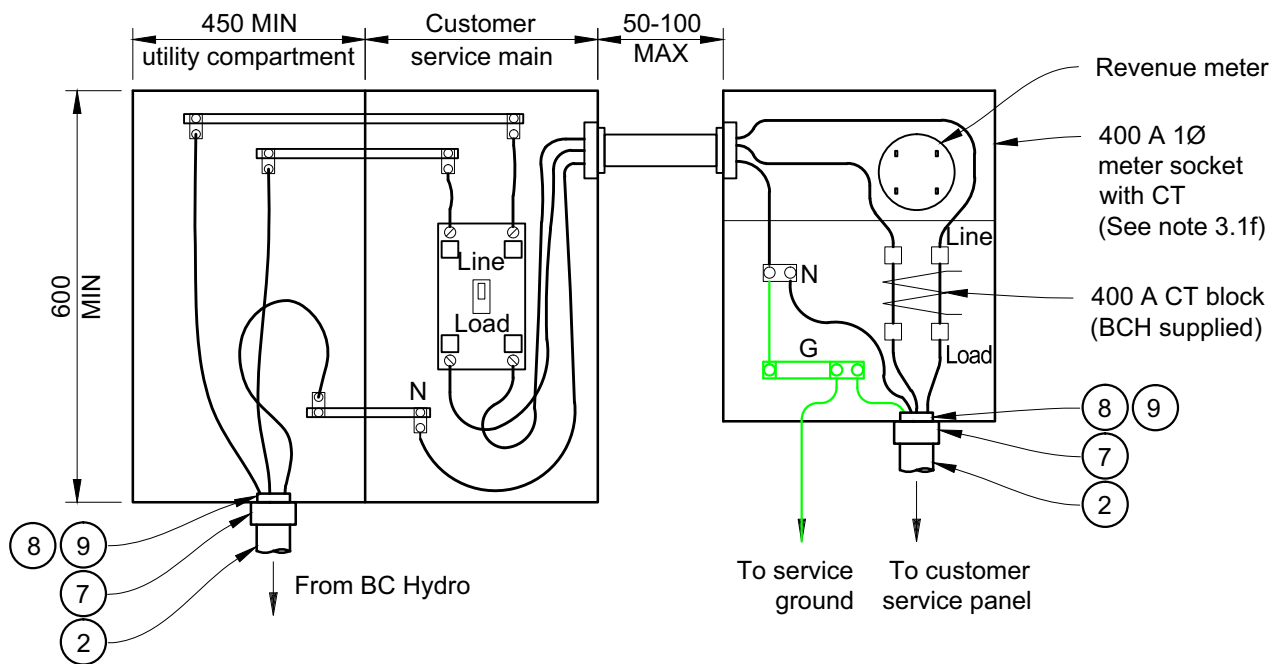 450 MIN
utility compartment
Customer
service main
50-100
MAX
600
MIN
Line
Load
N
8
9
7
2
From BC Hydro
Revenue meter
400 A 1Ø
meter socket
with CT
(See note 3.1f)
Line
N
400 A CT block
(BCH supplied)
G
Load
8
9
7
2
To service
ground
To customer
service panel